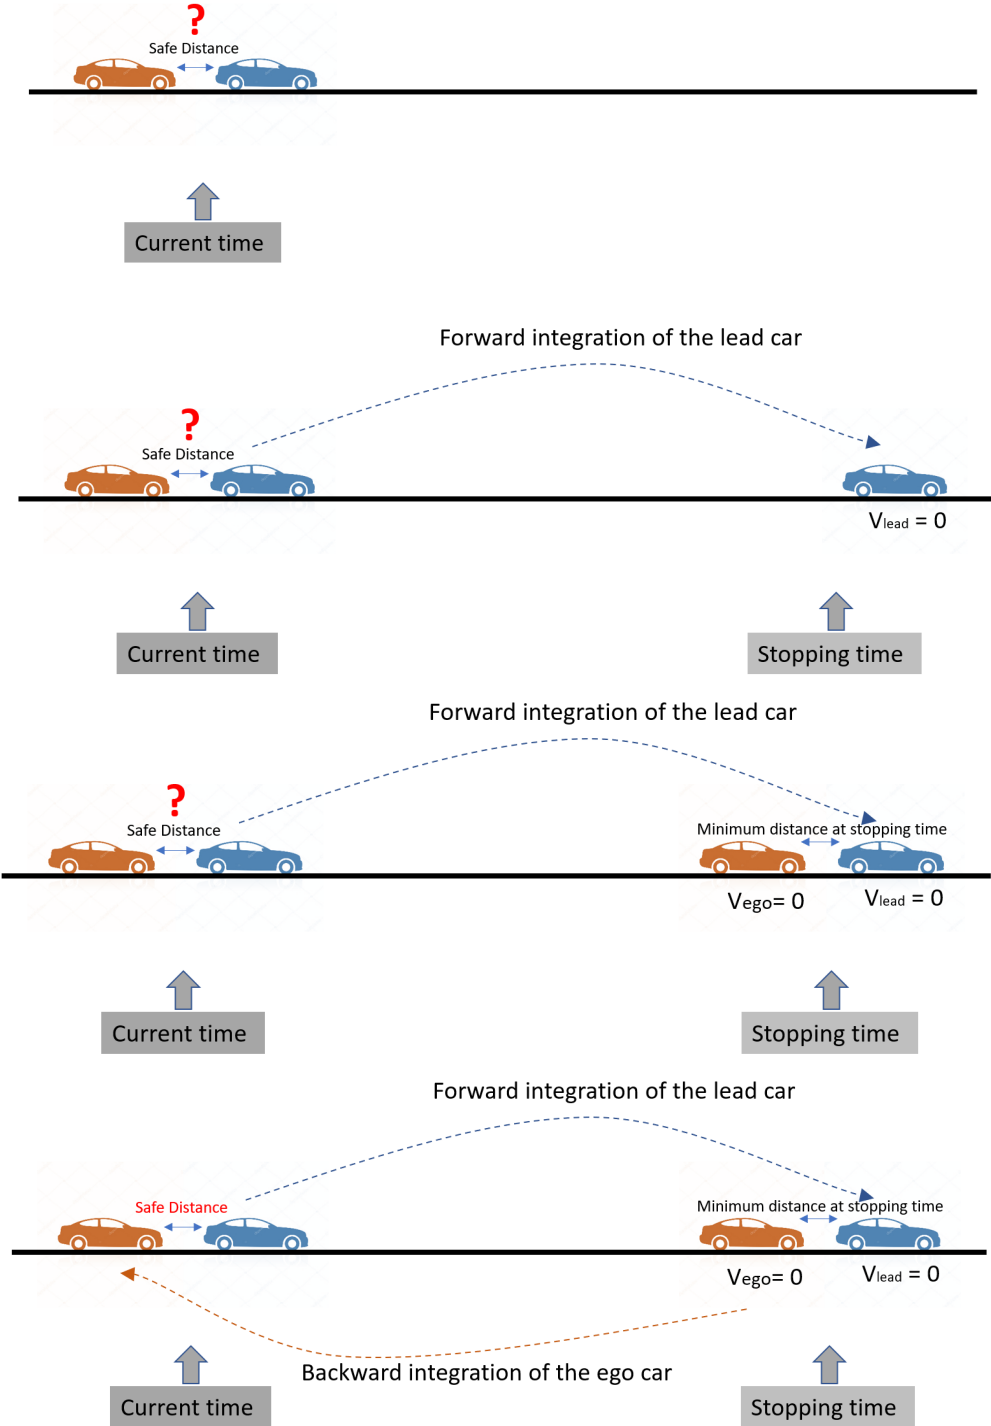 ?
Safe Distance
Current time
Forward integration of the lead car
?
Safe Distance
Vlead = 0
Current time
Stopping time
Forward integration of the lead car
?
Safe Distance
Minimum distance at stopping time
Vego= 0
Vlead = 0
Current time
Stopping time
Forward integration of the lead car
Safe Distance
Minimum distance at stopping time
Vego= 0
Vlead = 0
Backward integration of the ego car
Current time
Stopping time